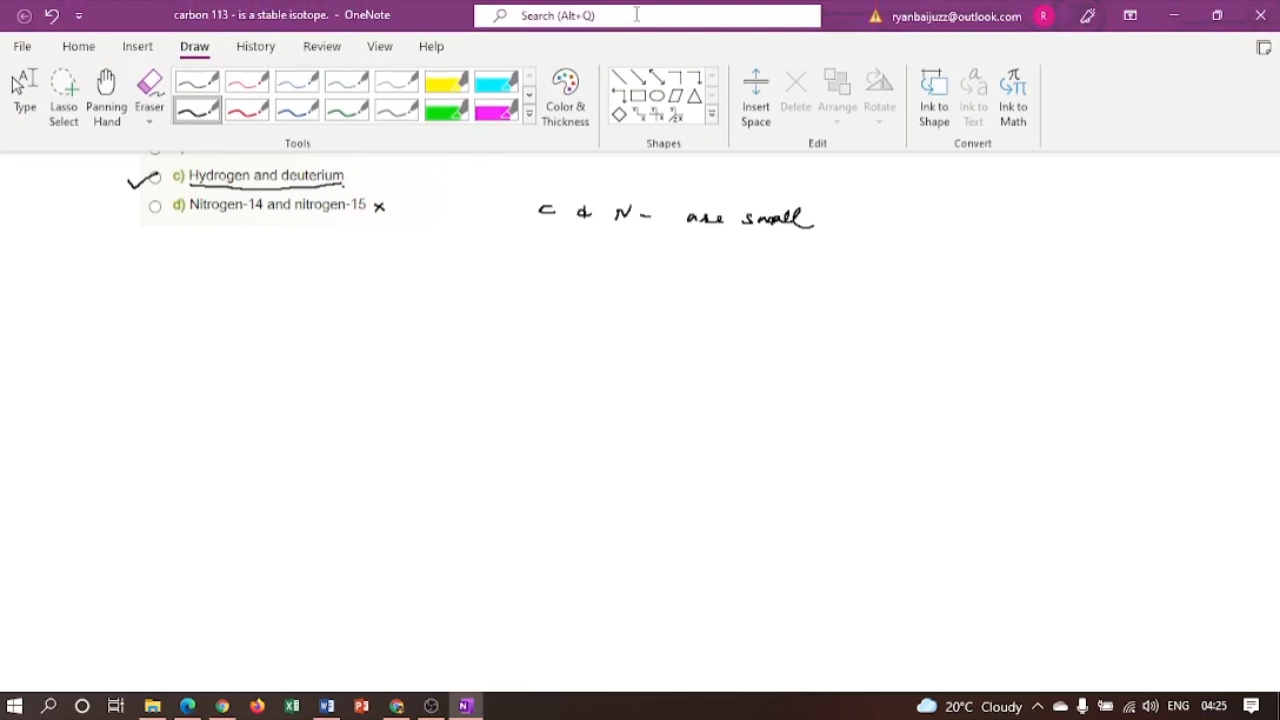 carbon 113 - is a stable isotope. - OneNote
Search (Alt+Q)
ryanbaijuzz@outlook.com
R
File Home Insert Draw History Review View Help
Type
Lasso Select
Panning Hand
Eraser
Color & Thickness
Insert Space
Delete
Arrange
Rotate
Ink to Shape
Ink to Text
Ink to Math
Tools
Shapes
Edit
Convert
c) Hydrogen and deuterium
d) Nitrogen-14 and nitrogen-15 x
C & N - are small
20°C Cloudy
ENG
04:25